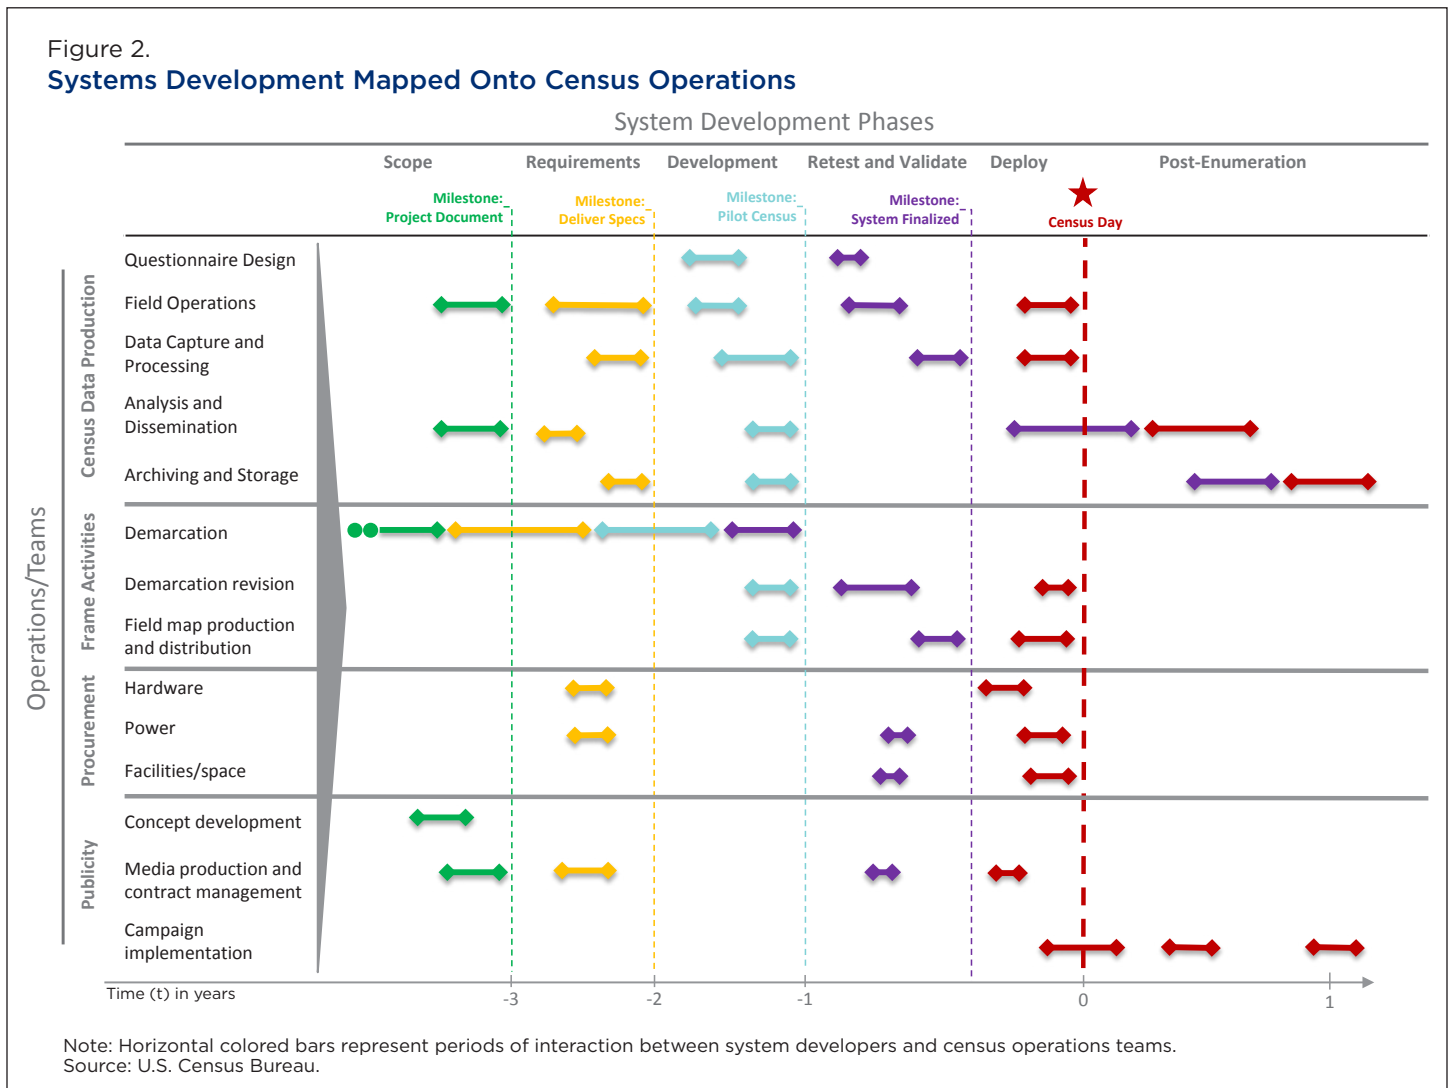 Figure 2.
Systems Development Mapped Onto Census Operations
System Development Phases
Scope
Requirements
Development
Retest and Validate
Deploy
Post-Enumeration
Milestone:
Project Document
Milestone:
Deliver Specs
Milestone:
Pilot Census
Milestone:
System Finalized
Census Day
Operations/Teams
Census Data Production
Questionnaire Design
Field Operations
Data Capture and
Processing
Analysis and
Dissemination
Archiving and Storage
Frame Activities
Demarcation
Demarcation revision
Field map production
and distribution
Procurement
Hardware
Power
Facilities/space
Publicity
Concept development
Media production and
contract management
Campaign
implementation
Time (t) in years
-3
-2
-1
0
1
Note: Horizontal colored bars represent periods of interaction between system developers and census operations teams.
Source: U.S. Census Bureau.